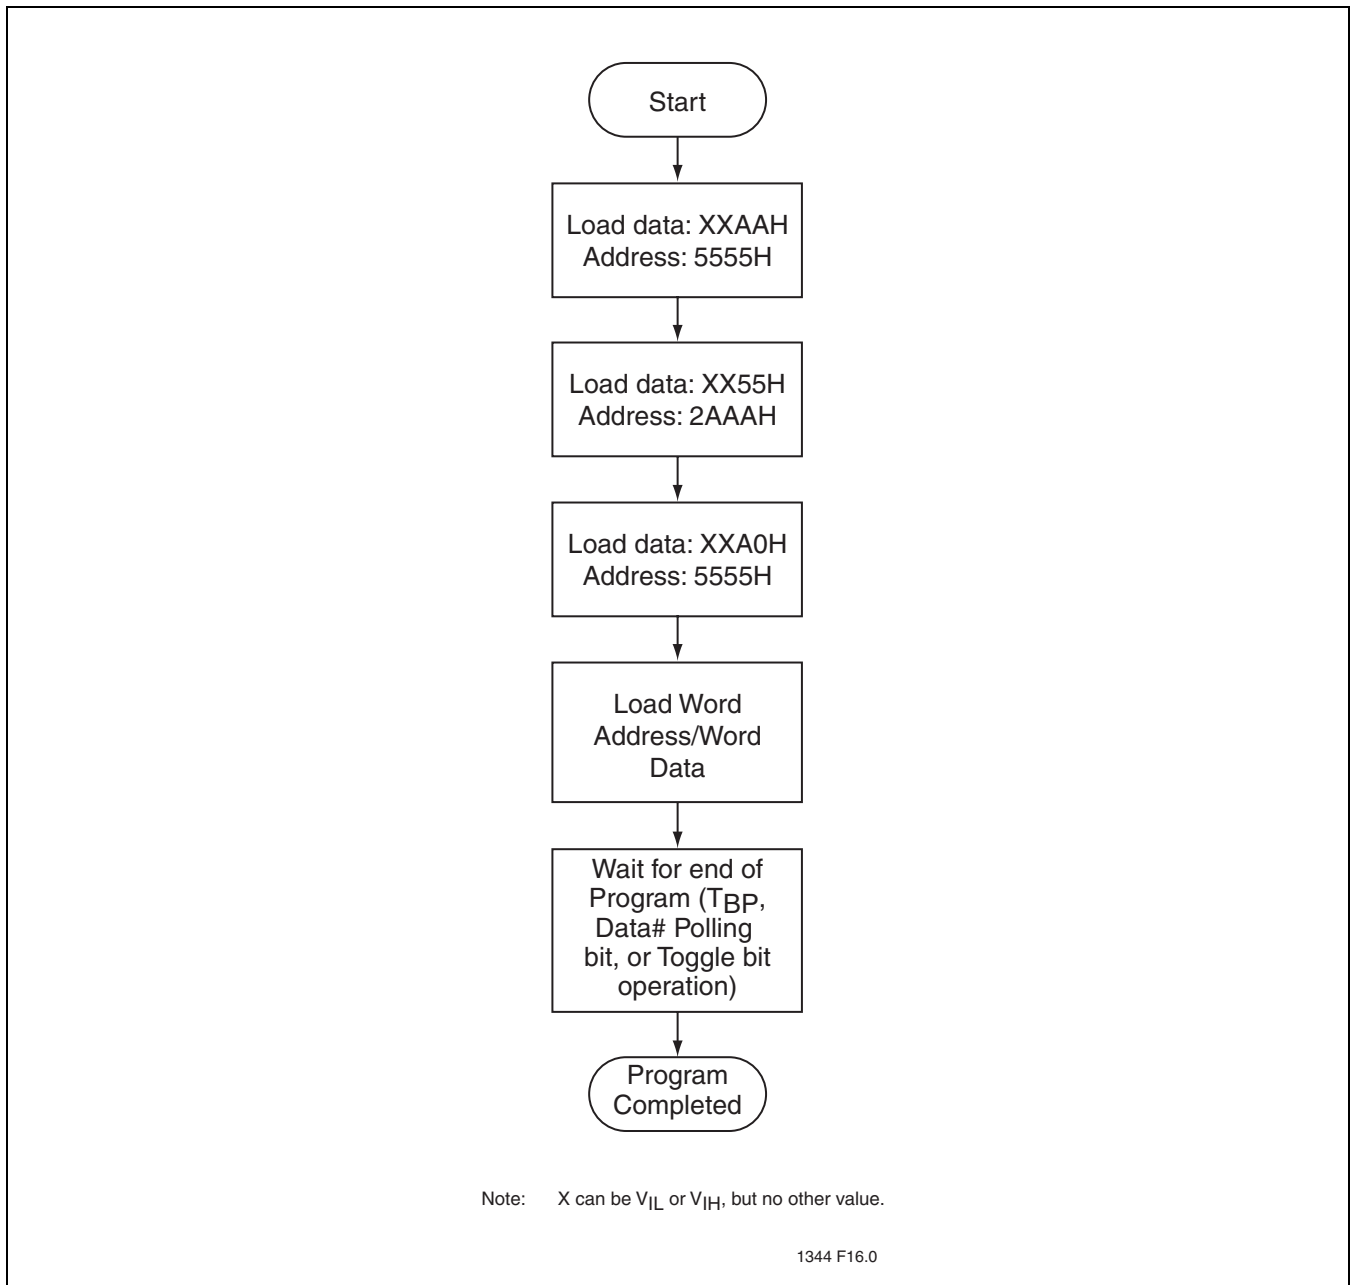 Start
Load data: XXAAH
Address: 5555H
Load data: XX55H
Address: 2AAAH
Load data: XXA0H
Address: 5555H
Load Word
Address/Word
Data
Wait for end of
Program (TBP,
Data# Polling
bit, or Toggle bit
operation)
Program
Completed
Note: X can be VIL or VIH, but no other value.
1344 F16.0